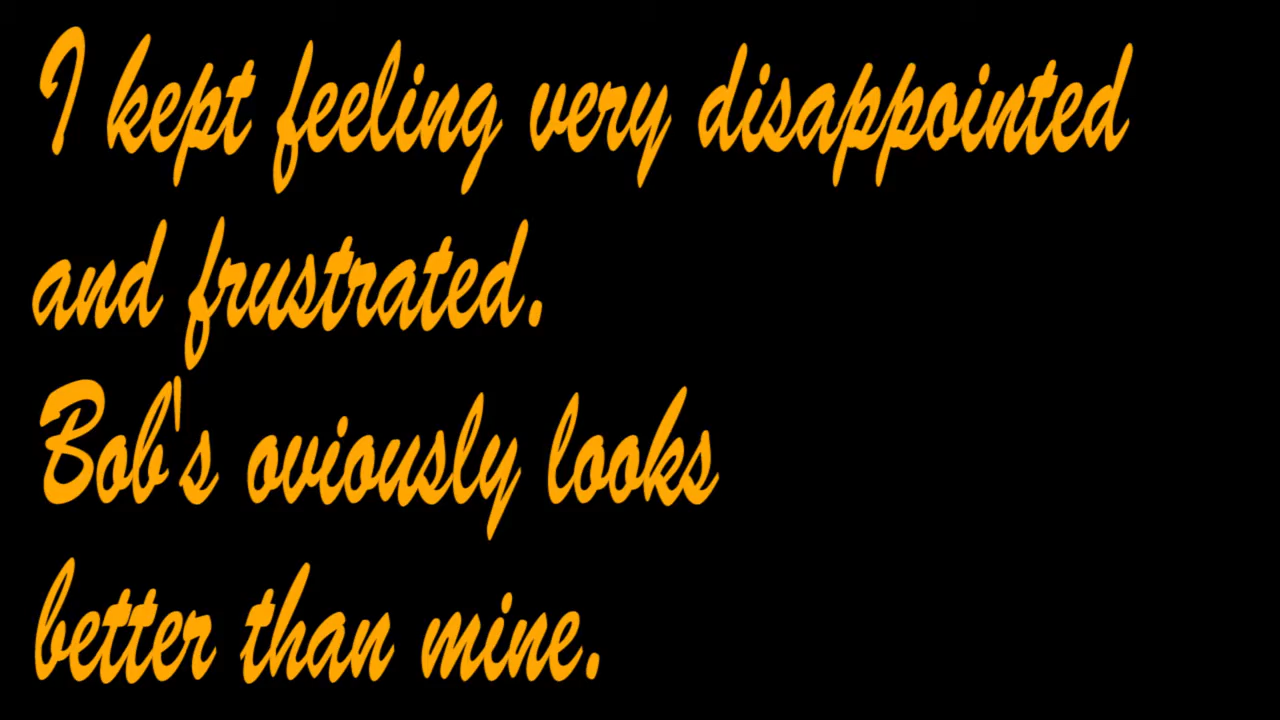 I kept feeling very disappointed
and frustrated.
Bob's oviously looks
better than mine.